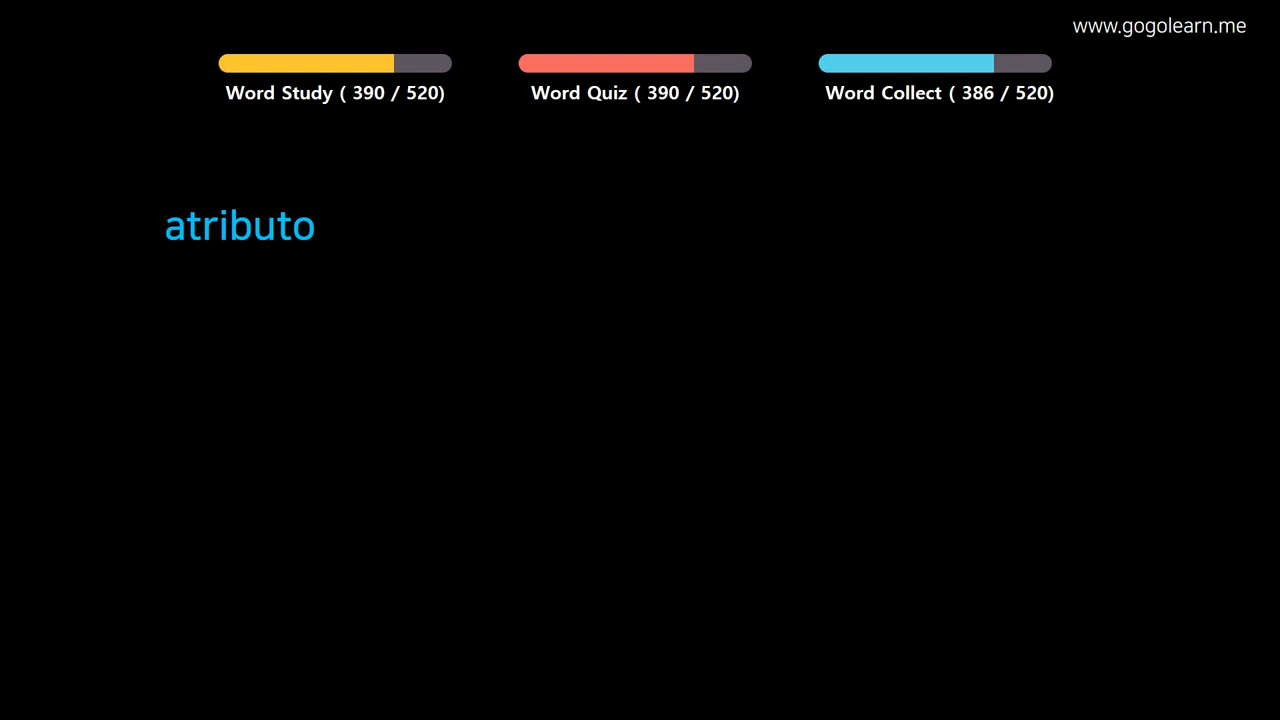 www.gogolearn.me
Word Study ( 390 / 520)
Word Quiz ( 390 / 520)
Word Collect ( 386 / 520)
atributo